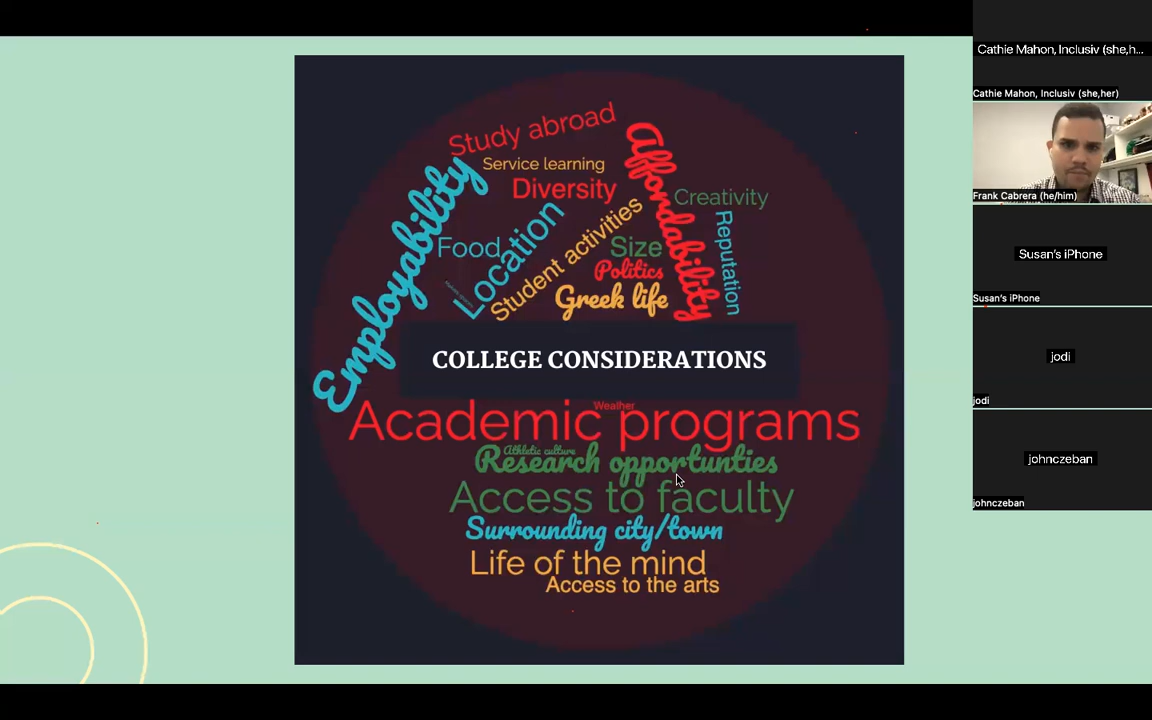 Study abroad
Service learning
Diversity
Affordability
Creativity
Employability
Food
Location
Student activities
Size
Politics
Greek life
Reputation
COLLEGE CONSIDERATIONS
Weather
Academic programs
Athletic culture
Research opportunties
Access to faculty
Surrounding city/town
Life of the mind
Access to the arts
Cathie Mahon, Inclusiv (she,h...
Cathie Mahon, Inclusiv (she,her)
Frank Cabrera (he/him)
Susan's iPhone
Susan's iPhone
jodi
jodi
johnczeban
johnczeban